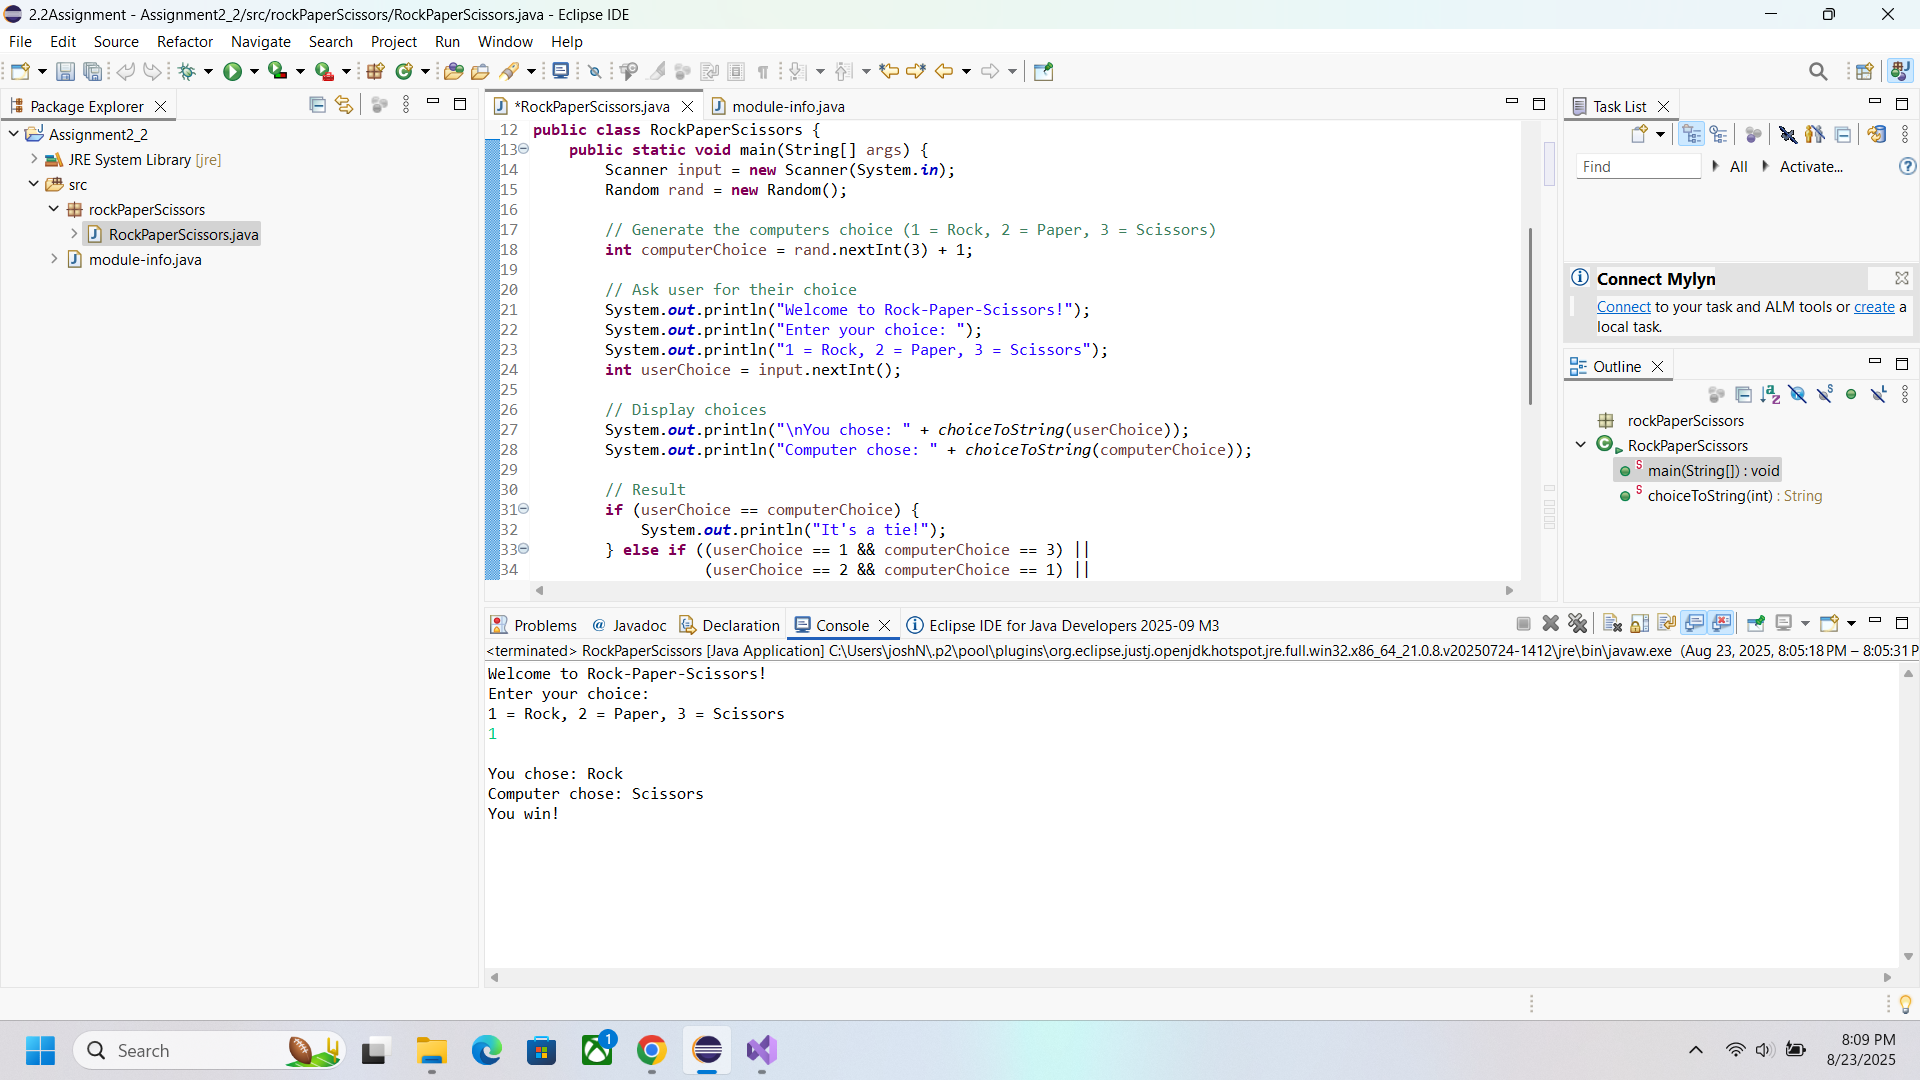 2.2Assignment - Assignment2_2/src/rockPaperScissors/RockPaperScissors.java - Eclipse IDE
File Edit Source Refactor Navigate Search Project Run Window Help
Package Explorer
Assignment2_2
JRE System Library [jre]
src
rockPaperScissors
RockPaperScissors.java
module-info.java
*RockPaperScissors.java
module-info.java
12 public class RockPaperScissors {
13 public static void main(String[] args) {
14 Scanner input = new Scanner(System.in);
15 Random rand = new Random();
16
17 // Generate the computers choice (1 = Rock, 2 = Paper, 3 = Scissors)
18 int computerChoice = rand.nextInt(3) + 1;
19
20 // Ask user for their choice
21 System.out.println("Welcome to Rock-Paper-Scissors!");
22 System.out.println("Enter your choice: ");
23 System.out.println("1 = Rock, 2 = Paper, 3 = Scissors");
24 int userChoice = input.nextInt();
25
26 // Display choices
27 System.out.println("\nYou chose: " + choiceToString(userChoice));
28 System.out.println("Computer chose: " + choiceToString(computerChoice));
29
30 // Result
31 if (userChoice == computerChoice) {
32 System.out.println("It's a tie!");
33 } else if ((userChoice == 1 && computerChoice == 3) ||
34 (userChoice == 2 && computerChoice == 1) ||
Task List
Find All Activate...
Connect Mylyn
Connect to your task and ALM tools or create a
local task.
Outline
rockPaperScissors
RockPaperScissors
main(String[]) : void
choiceToString(int) : String
Problems @ Javadoc Declaration Console Eclipse IDE for Java Developers 2025-09 M3
<terminated> RockPaperScissors [Java Application] C:\Users\joshN\.p2\pool\plugins\org.eclipse.justj.openjdk.hotspot.jre.full.win32.x86_64_21.0.8.v20250724-1412\jre\bin\javaw.exe (Aug 23, 2025, 8:05:18 PM – 8:05:31 P
Welcome to Rock-Paper-Scissors!
Enter your choice:
1 = Rock, 2 = Paper, 3 = Scissors
1
You chose: Rock
Computer chose: Scissors
You win!
Search
1
8:09 PM
8/23/2025